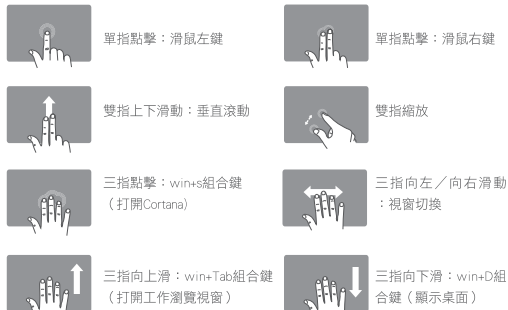 單指點擊：滑鼠左鍵
單指點擊：滑鼠右鍵
雙指上下滑動：垂直滾動
雙指縮放
三指點擊：win+s組合鍵
（打開Cortana)
三指向左／向右滑動
：視窗切換
三指向上滑：win+Tab組合鍵
（打開工作瀏覽視窗）
三指向下滑：win+D組
合鍵（顯示桌面）